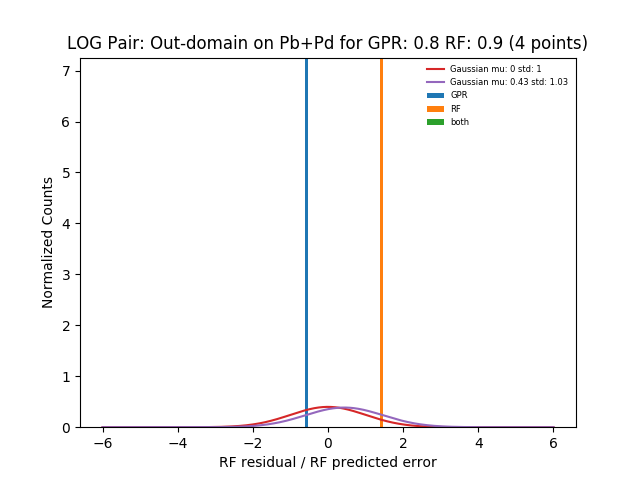 LOG Pair: Out-domain on Pb+Pd for GPR: 0.8 RF: 0.9 (4 points)
Gaussian mu: 0 std: 1
Gaussian mu: 0.43 std: 1.03
GPR
RF
both
Normalized Counts
7
6
5
4
3
2
1
0
−6
−4
−2
0
2
4
6
RF residual / RF predicted error